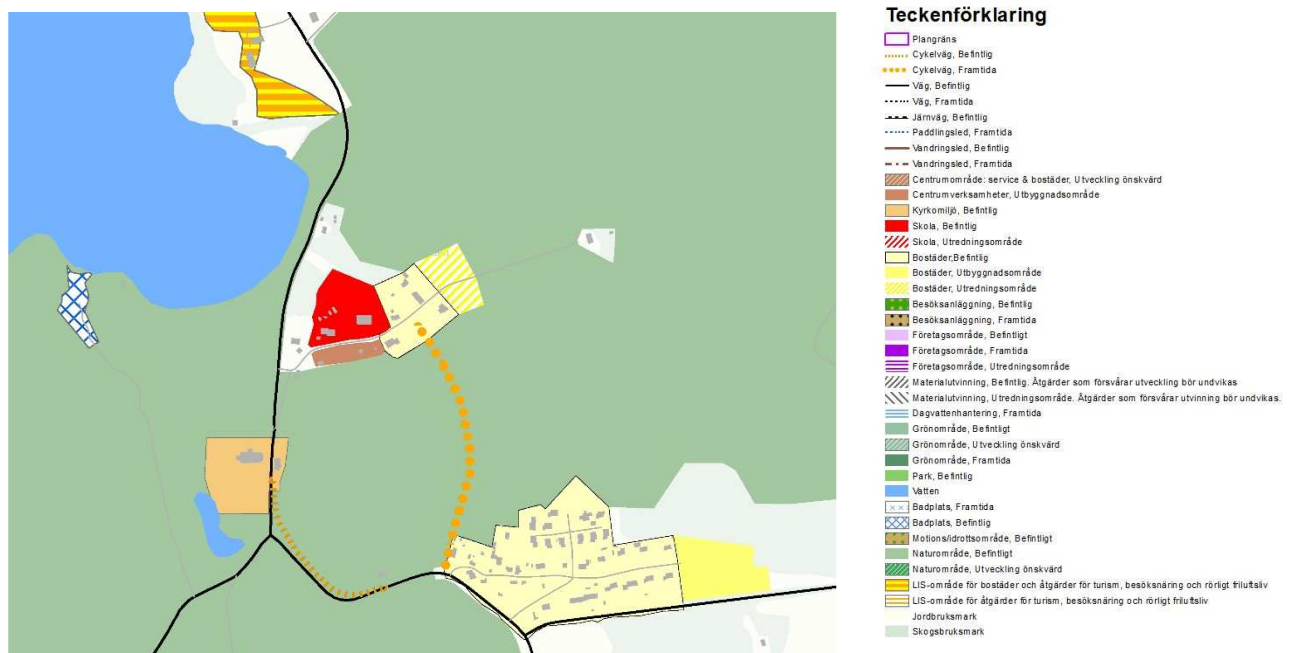 Teckenförklaring
Plangräns
Cykelväg, Befintlig
Cykelväg, Framtida
Väg, Befintlig
Väg, Framtida
Järnväg, Befintlig
Paddlingsled, Framtida
Vandringsled, Befintlig
Vandringsled, Framtida
Centrumområde: service & bostäder, Utveckling önskvärd
Centrumverksamheter, Utbyggnadsområde
Kyrkomiljö, Befintlig
Skola, Befintlig
Skola, Utredningsområde
Bostäder,Befintlig
Bostäder, Utbyggnadsområde
Bostäder, Utredningsområde
Besöksanläggning, Befintlig
Besöksanläggning, Framtida
Företagsområde, Befintligt
Företagsområde, Framtida
Företagsområde, Utredningsområde
Materialutvinning, Befintlig. Åtgärder som försvårar utveckling bör undvikas
Materialutvinning, Utredningsområde. Åtgärder som försvårar utvinning bör undvikas.
Dagvattenhantering, Framtida
Grönområde, Befintligt
Grönområde, Utveckling önskvärd
Grönområde, Framtida
Park, Befintlig
Vatten
Badplats, Framtida
Badplats, Befintlig
Motions/idrottsområde, Befintligt
Naturområde, Befintligt
Naturområde, Utveckling önskvärd
LIS-område för bostäder och åtgärder för turism, besöksnäring och rörligt friluftsliv
LIS-område för åtgärder för turism, besöksnäring och rörligt friluftsliv
Jordbruksmark
Skogsbruksmark